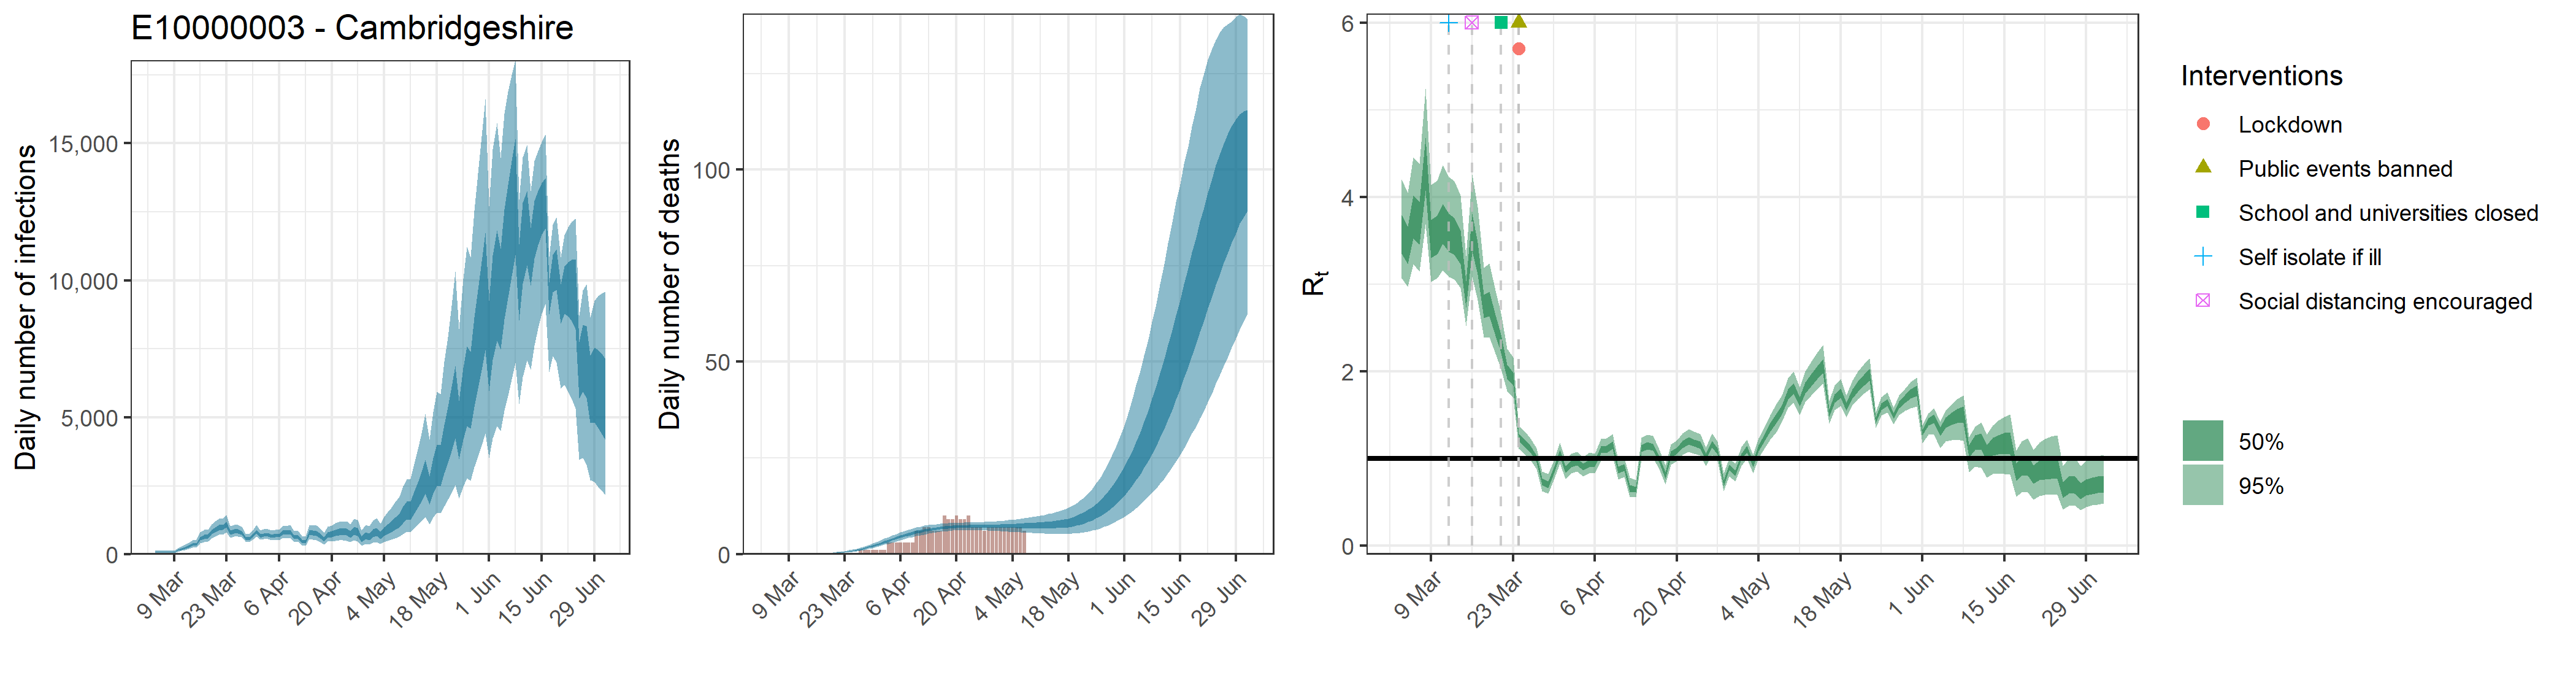 E10000003 - Cambridgeshire
Daily number of infections
15,000
10,000
5,000
0
9 Mar
23 Mar
6 Apr
20 Apr
4 May
18 May
1 Jun
15 Jun
29 Jun
Daily number of deaths
100
50
0
9 Mar
23 Mar
6 Apr
20 Apr
4 May
18 May
1 Jun
15 Jun
29 Jun
Rt
6
4
2
0
9 Mar
23 Mar
6 Apr
20 Apr
4 May
18 May
1 Jun
15 Jun
29 Jun
Interventions
Lockdown
Public events banned
School and universities closed
Self isolate if ill
Social distancing encouraged
50%
95%